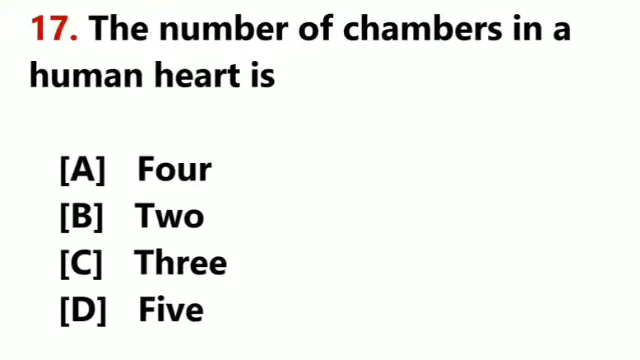 17. The number of chambers in a
human heart is
[A] Four
[B] Two
[C] Three
[D] Five